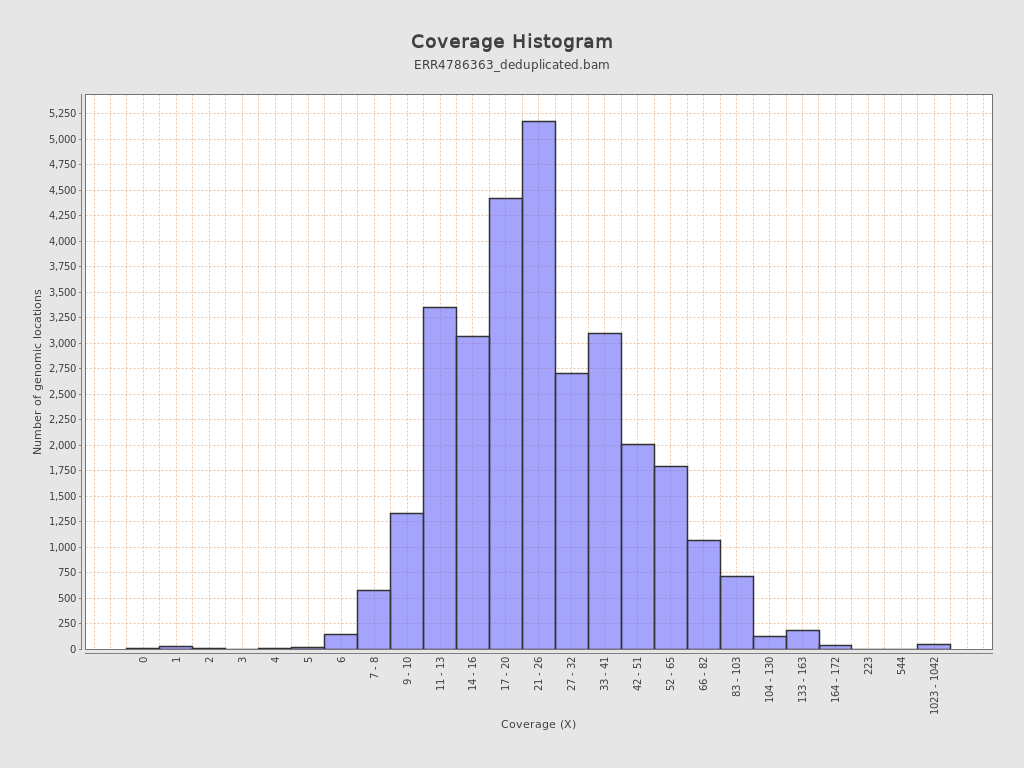 Coverage Histogram
ERR4786363_deduplicated.bam
Number of genomic locations
5,250
5,000
4,750
4,500
4,250
4,000
3,750
3,500
3,250
3,000
2,750
2,500
2,250
2,000
1,750
1,500
1,250
1,000
750
500
250
0
0
1
2
3
4
5
6
7 - 8
9 - 10
11 - 13
14 - 16
17 - 20
21 - 26
27 - 32
33 - 41
42 - 51
52 - 65
66 - 82
83 - 103
104 - 130
133 - 163
164 - 172
223
544
1023 - 1042
Coverage (X)